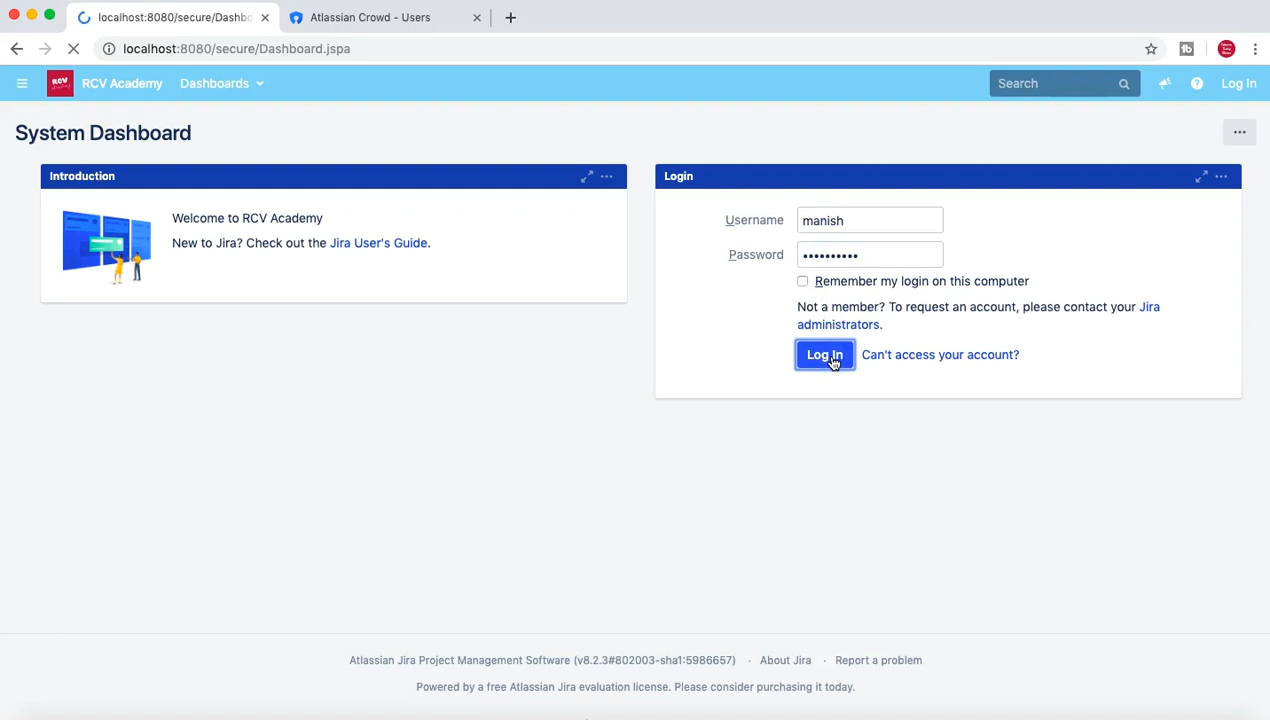 localhost:8080/secure/Dashbo
Atlassian Crowd - Users
localhost:8080/secure/Dashboard.jspa
RCV Academy
Dashboards
Search
Log In
System Dashboard
Introduction
Welcome to RCV Academy
New to Jira? Check out the Jira User's Guide.
Login
Username
manish
Password
••••••••••
Remember my login on this computer
Not a member? To request an account, please contact your Jira
administrators.
Log In
Can't access your account?
Atlassian Jira Project Management Software (v8.2.3#802003-sha1:5986657)
· About Jira
· Report a problem
Powered by a free Atlassian Jira evaluation license. Please consider purchasing it today.